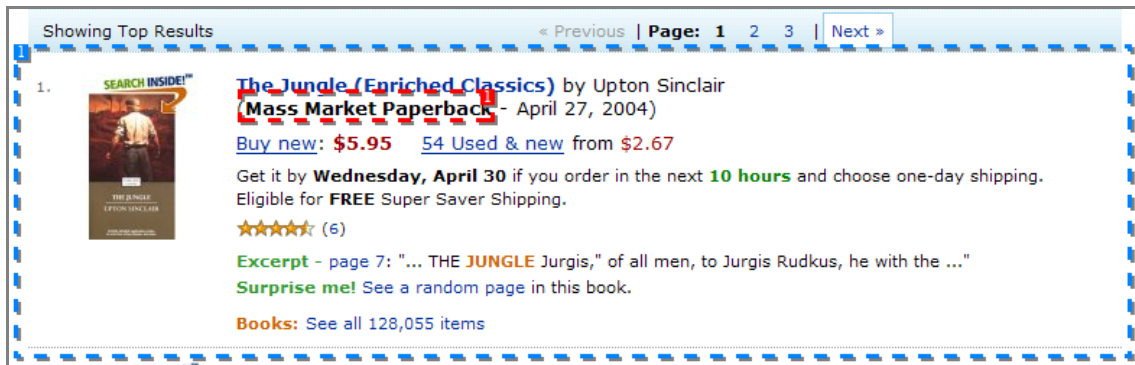 Showing Top Results
« Previous | Page: 1 2 3 | Next »
1
1.
SEARCH INSIDE!™
THE JUNGLE
UPTON SINCLAIR
The Jungle (Enriched Classics) by Upton Sinclair
1
(Mass Market Paperback - April 27, 2004)
Buy new: $5.95 54 Used & new from $2.67
Get it by Wednesday, April 30 if you order in the next 10 hours and choose one-day shipping.
Eligible for FREE Super Saver Shipping.
(6)
Excerpt - page 7: "... THE JUNGLE Jurgis," of all men, to Jurgis Rudkus, he with the ..."
Surprise me! See a random page in this book.
Books: See all 128,055 items